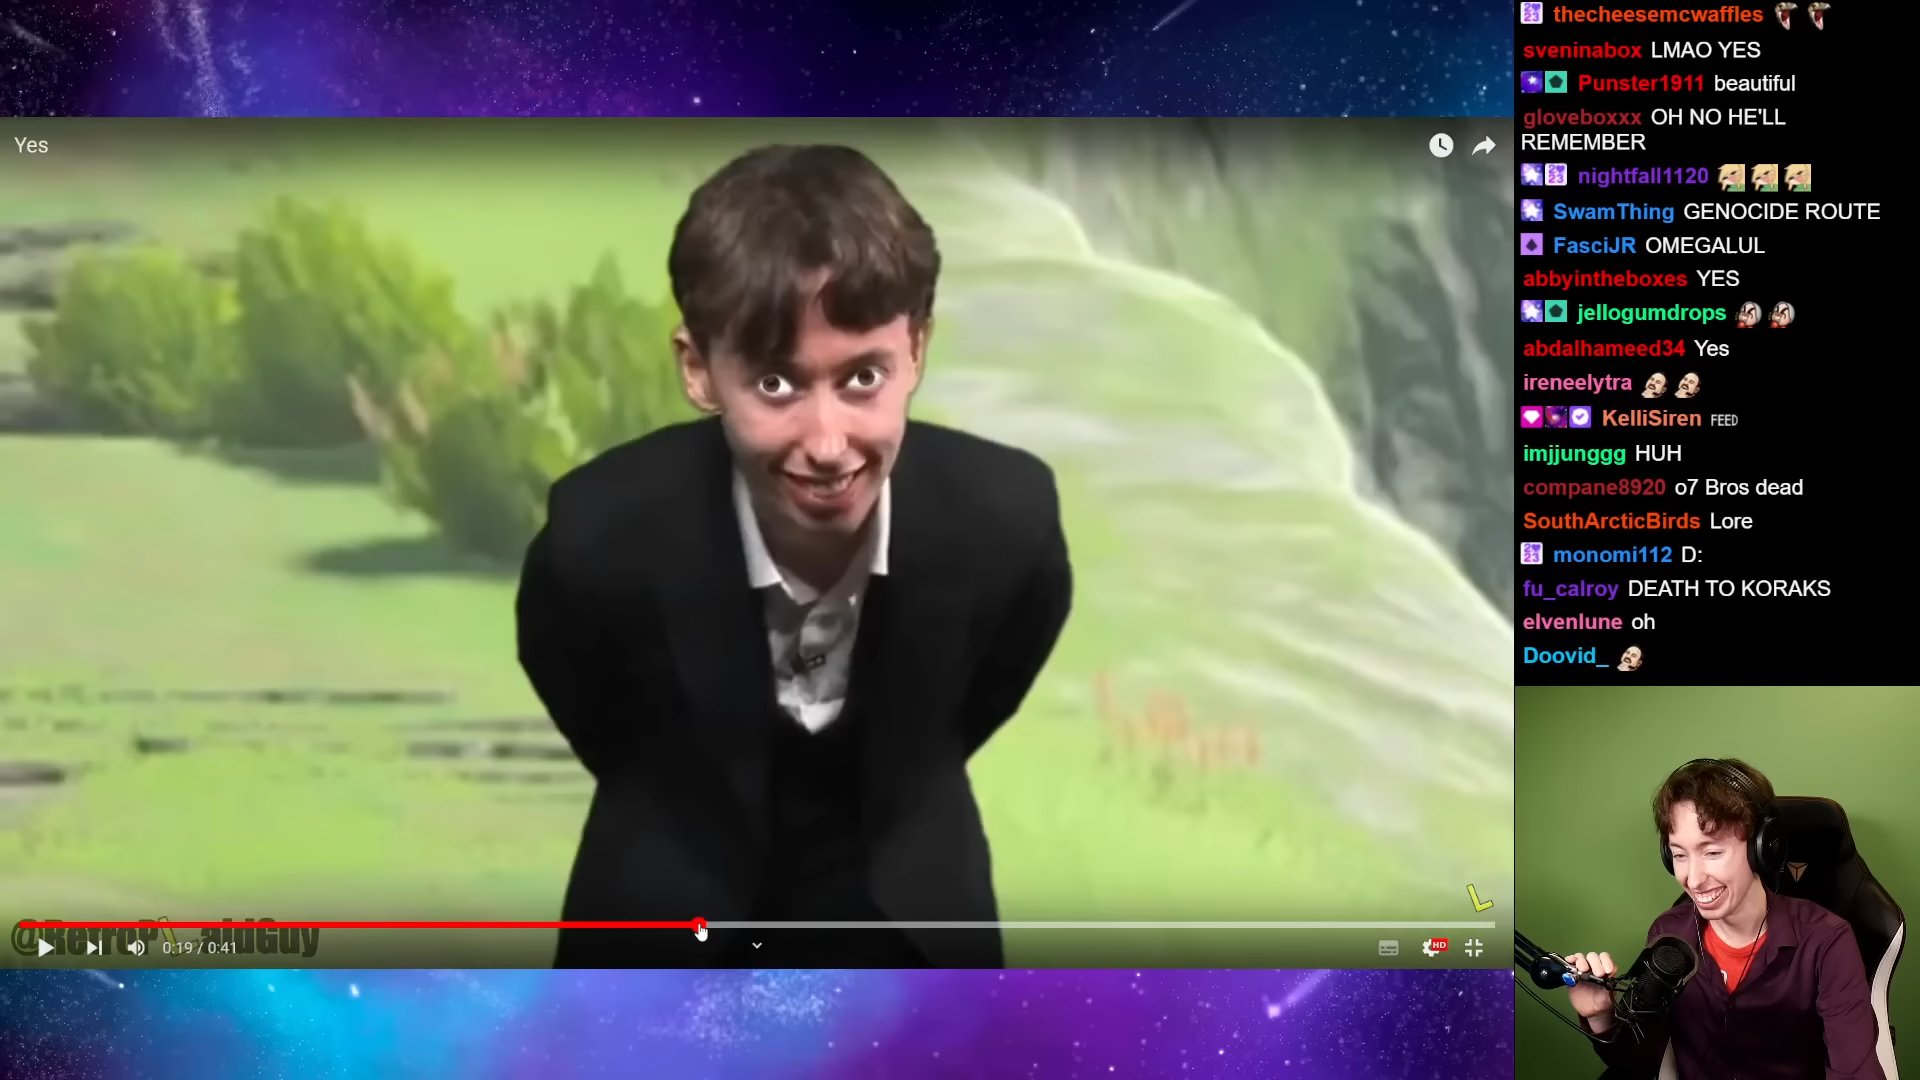 Yes
0:19 / 0:41
HD
thecheesemcwaffles
sveninabox LMAO YES
Punster1911 beautiful
gloveboxxx OH NO HE'LL
REMEMBER
nightfall1120
SwamThing GENOCIDE ROUTE
FasciJR OMEGALUL
abbyintheboxes YES
jellogumdrops
abdalhameed34 Yes
ireneelytra
KelliSiren FEED
imjjunggg HUH
compane8920 o7 Bros dead
SouthArcticBirds Lore
monomi112 D:
fu_calroy DEATH TO KORAKS
elvenlune oh
Doovid_